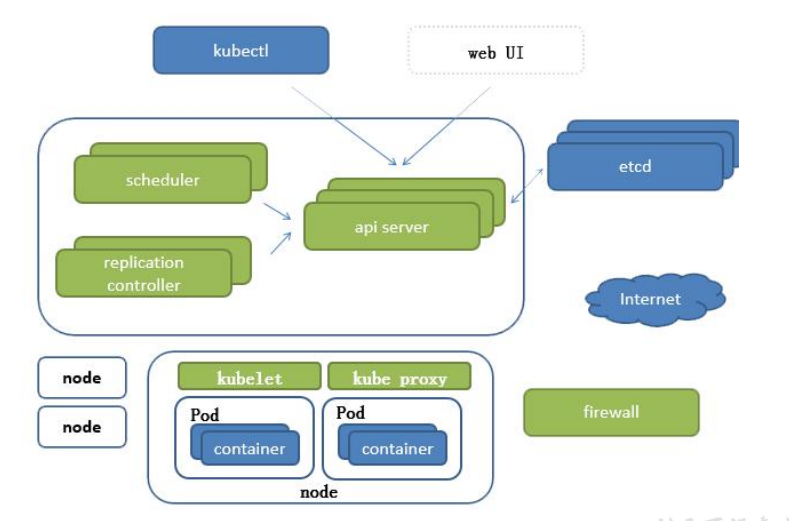 kubectl
web UI
scheduler
api server
etcd
replication
controller
Internet
node
node
kubelet
kube proxy
Pod
container
Pod
container
node
firewall